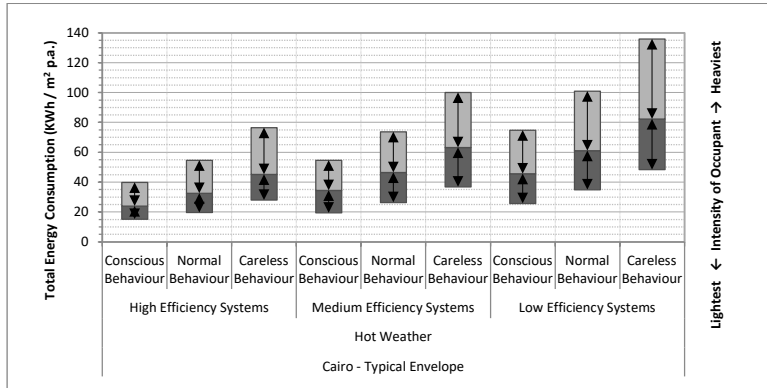 Total Energy Consumption (KWh / m² p.a.)
140
120
100
80
60
40
20
0
Conscious Behaviour
Normal Behaviour
Careless Behaviour
Conscious Behaviour
Normal Behaviour
Careless Behaviour
Conscious Behaviour
Normal Behaviour
Careless Behaviour
High Efficiency Systems
Medium Efficiency Systems
Low Efficiency Systems
Hot Weather
Cairo - Typical Envelope
Lightest ← Intensity of Occupant → Heaviest